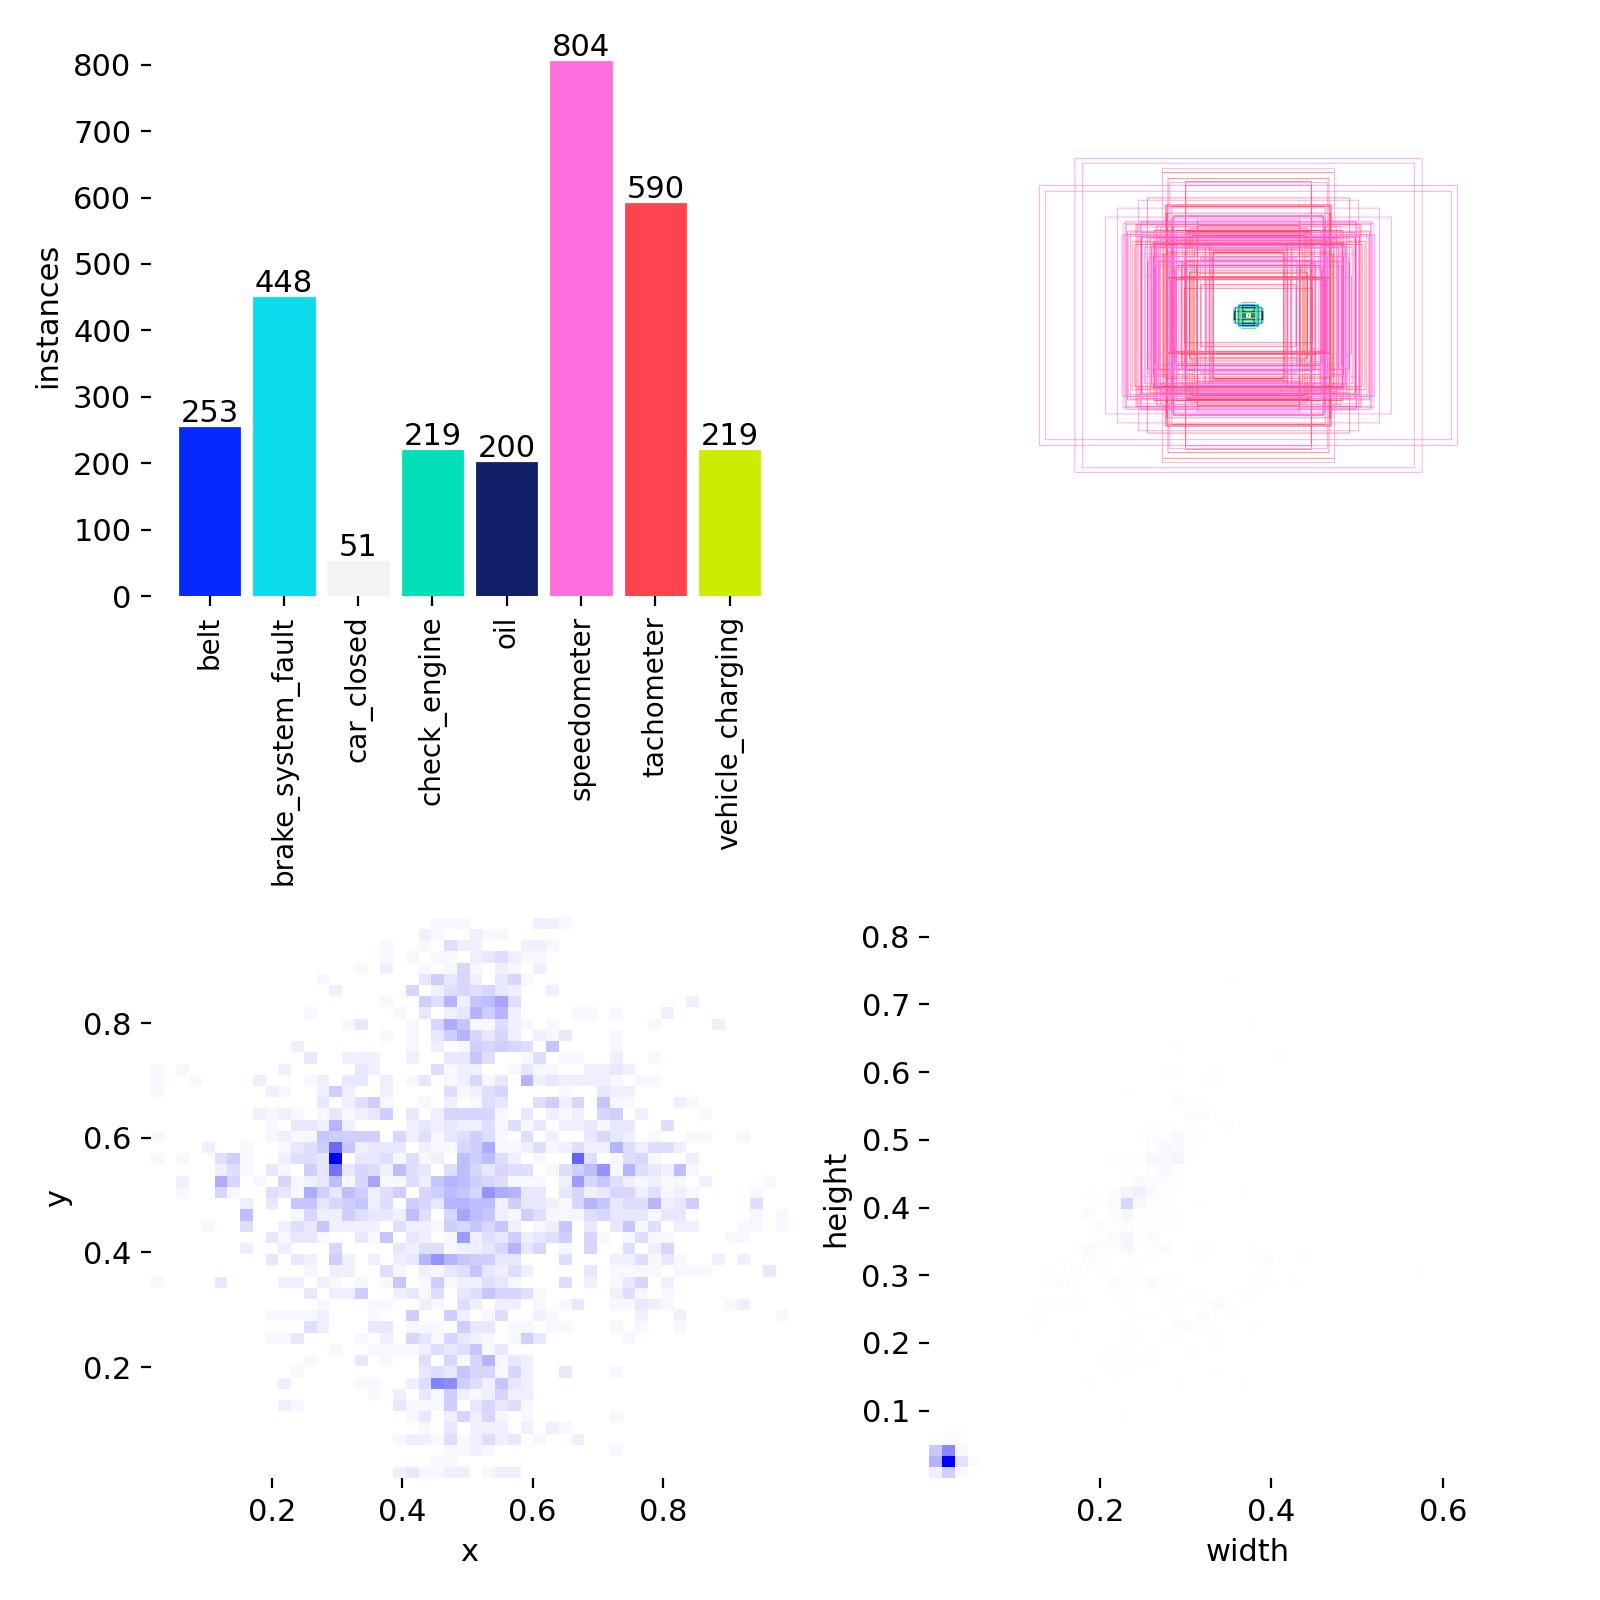 804
800
700
600
590
500
448
400
300
253
219
200
219
200
100
51
0
instances
belt
brake_system_fault
car_closed
check_engine
oil
speedometer
tachometer
vehicle_charging
0.8
0.6
0.4
0.2
y
0.2
0.4
0.6
0.8
x
0.8
0.7
0.6
0.5
0.4
0.3
0.2
0.1
height
0.2
0.4
0.6
width